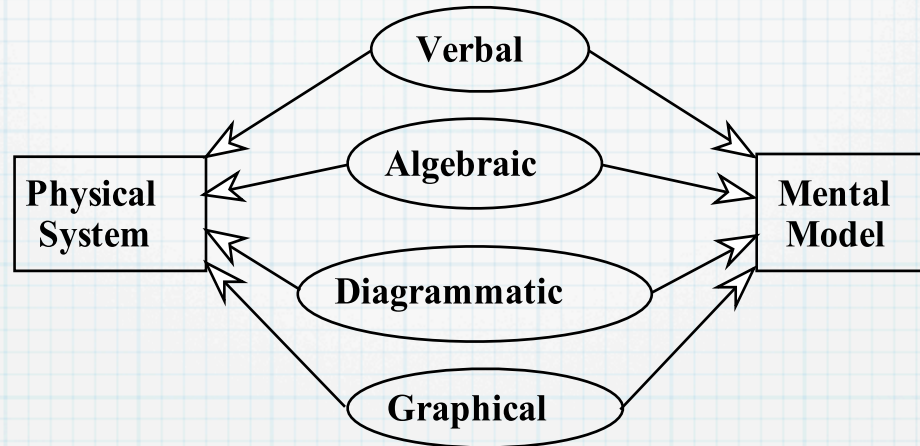 Verbal
Algebraic
Physical
System
Mental
Model
Diagrammatic
Graphical